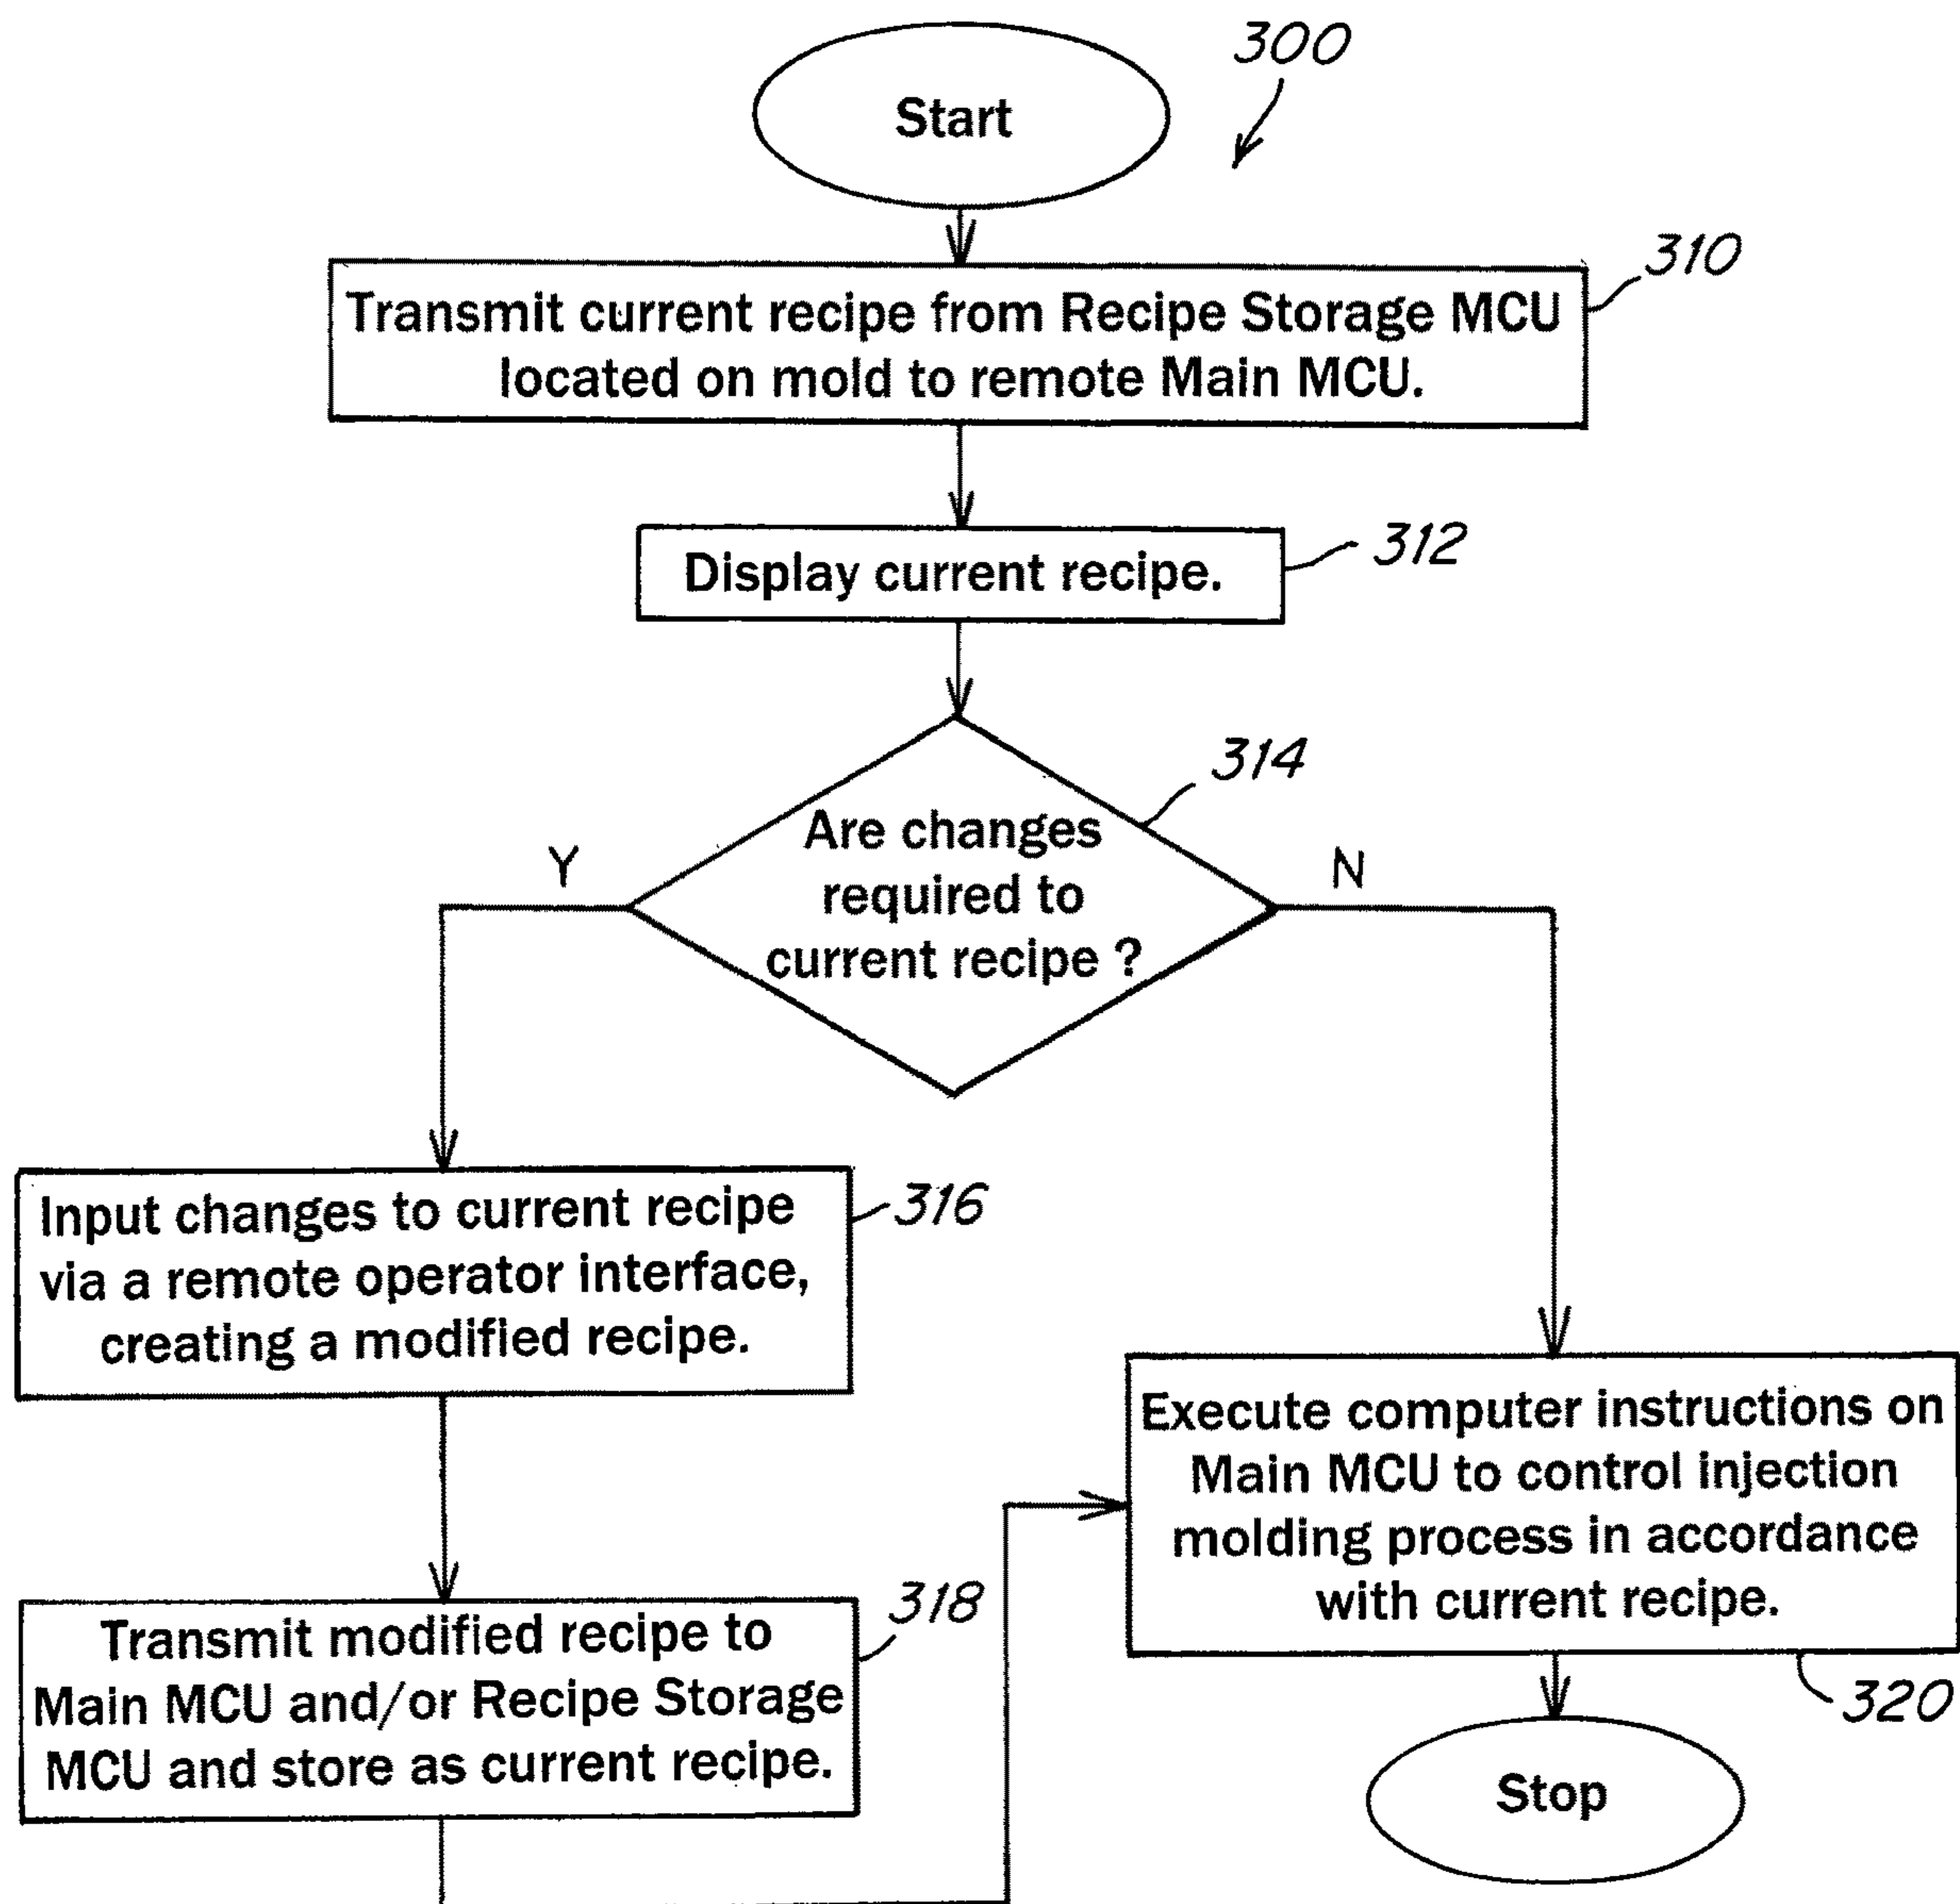 Start
300
Transmit current recipe from Recipe Storage MCU
located on mold to remote Main MCU.
310
Display current recipe.
312
Are changes
required to
current recipe ?
314
Y
N
Input changes to current recipe
via a remote operator interface,
creating a modified recipe.
316
Transmit modified recipe to
Main MCU and/or Recipe Storage
MCU and store as current recipe.
318
Execute computer instructions on
Main MCU to control injection
molding process in accordance
with current recipe.
320
Stop